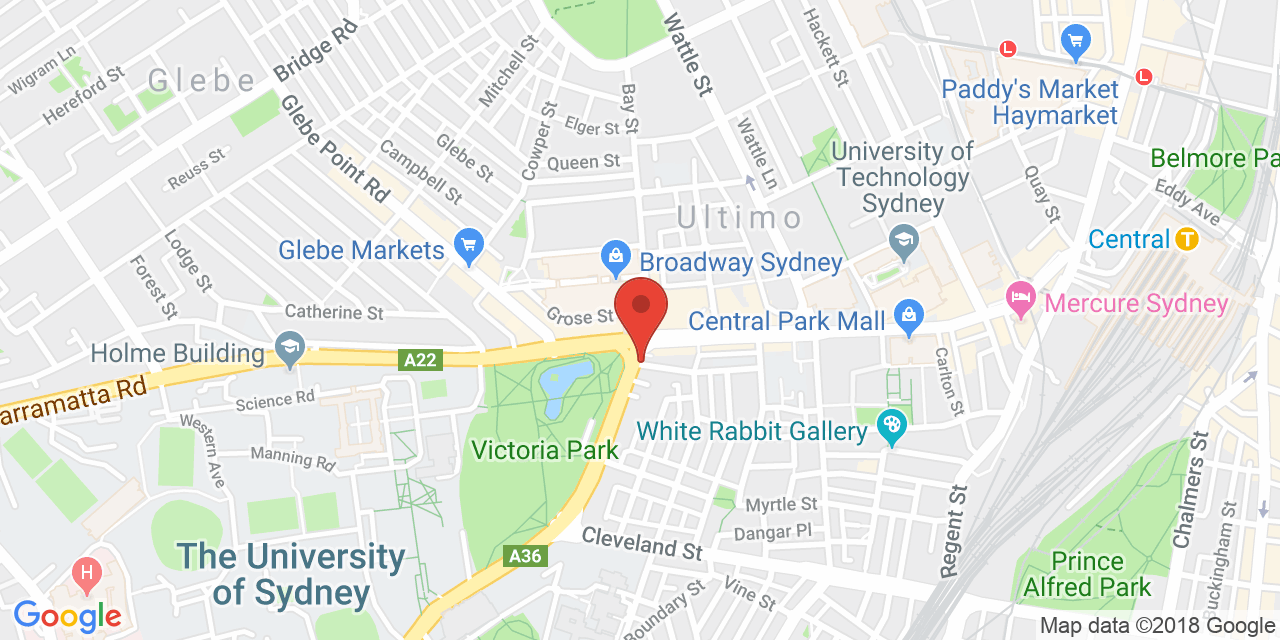 Wigram Ln
Hereford St
Glebe
Bridge Rd
Mitchell St
Wattle St
Hackett St
L
Paddy's Market
Haymarket
L
Glebe Point Rd
Bay St
Elger St
Cowper St
Queen St
Glebe St
Campbell St
Reuss St
Wattle Ln
University of
Technology
Sydney
Belmore Pa
Eddy Ave
Quay St
Ultimo
Central
T
Lodge St
Forest St
Glebe Markets
Broadway Sydney
Mercure Sydney
Catherine St
Grose St
Central Park Mall
Holme Building
A22
Carlton St
arramatta Rd
Science Rd
Western Ave
Manning Rd
Victoria Park
White Rabbit Gallery
Myrtle St
Dangar Pl
Regent St
Chalmers St
Buckingham St
Cleveland St
A36
The University
of Sydney
Vine St
Boundary St
Prince
Alfred Park
H
Google
Map data ©2018 Google